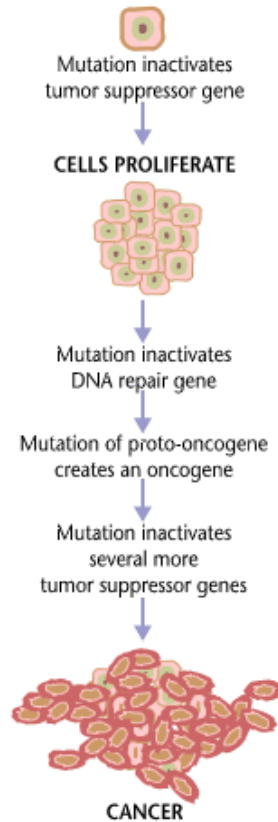 Mutation inactivates
tumor suppressor gene
CELLS PROLIFERATE
Mutation inactivates
DNA repair gene
Mutation of proto-oncogene
creates an oncogene
Mutation inactivates
several more
tumor suppressor genes
CANCER